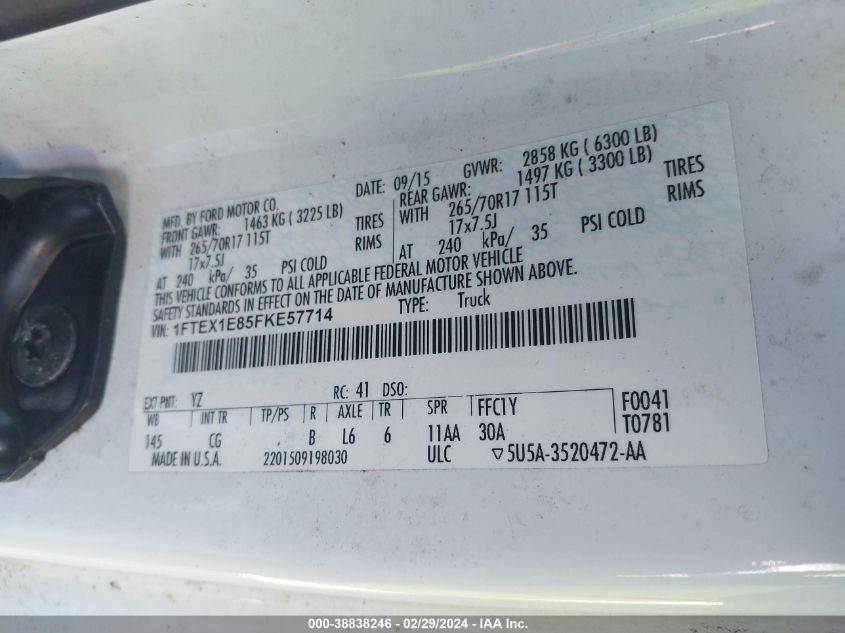 MFD. BY FORD MOTOR CO.
DATE: 09/15
GVWR: 2858 KG ( 6300 LB)
FRONT GAWR: 1463 KG ( 3225 LB)
REAR GAWR: 1497 KG ( 3300 LB)
WITH 265/70R17 115T TIRES
WITH 265/70R17 115T TIRES
17x7.5J RIMS
17x7.5J RIMS
AT 240 kPa/ 35 PSI COLD
AT 240 kPa/ 35 PSI COLD
THIS VEHICLE CONFORMS TO ALL APPLICABLE FEDERAL MOTOR VEHICLE
SAFETY STANDARDS IN EFFECT ON THE DATE OF MANUFACTURE SHOWN ABOVE.
VIN: 1FTEX1E85FKE57714
TYPE: Truck
EXT PNT: YZ RC: 41 DSO:
WB INT TR TP/PS R AXLE TR SPR FFC1Y F0041
145 CG . B L6 6 11AA 30A T0781
MADE IN U.S.A. 2201509198030 ULC ▽5U5A-3520472-AA
000-38838246 - 02/29/2024 - IAA Inc.